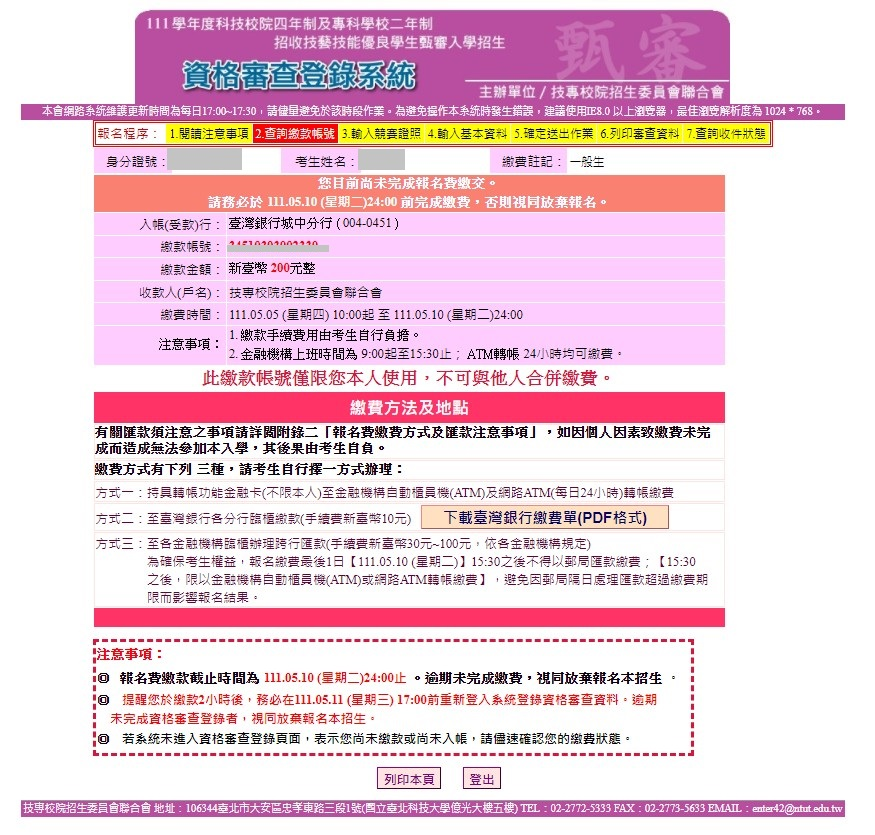 111學年度科技校院四年制及專科學校二年制
招收技藝技能優良學生甄審入學招生
甄審
資格審查登錄系統
主辦單位/技專校院招生委員會聯合會
本會網路系統維護更新時間為每日17:00~17:30,請儘量避免於該時段作業。為避免操作本系統時發生錯誤,建議使用IE8.0 以上瀏覽器,最佳瀏覽解析度為 1024 * 768。
報名程序: 1.閱讀注意事項 2.查詢繳款帳號 3.輸入競賽證照 4.輸入基本資料 5.確定送出作業 6.列印審查資料 7.查詢收件狀態
身分證號: 考生姓名: 繳費註記: 一般生
您目前尚未完成報名費繳交。
請務必於 111.05.10 (星期二)24:00 前完成繳費,否則視同放棄報名。
入帳(受款)行: 臺灣銀行城中分行 ( 004-0451 )
繳款帳號:
繳款金額: 新臺幣 200元整
收款人(戶名): 技專校院招生委員會聯合會
繳費時間: 111.05.05 (星期四) 10:00起 至 111.05.10 (星期二)24:00
注意事項: 1. 繳款手續費用由考生自行負擔。
2. 金融機構上班時間為 9:00起至15:30止; ATM轉帳 24小時均可繳費。
此繳款帳號僅限您本人使用,不可與他人合併繳費。
繳費方法及地點
有關匯款須注意之事項請詳閱附錄二「報名費繳費方式及匯款注意事項」,如因個人因素致繳費未完
成而造成無法參加本入學,其後果由考生自負。
繳費方式有下列 三種,請考生自行擇一方式辦理:
方式一:持具轉帳功能金融卡(不限本人)至金融機構自動櫃員機(ATM)及網路ATM(每日24小時)轉帳繳費
方式二:至臺灣銀行各分行臨櫃繳款(手續費新臺幣10元) 下載臺灣銀行繳費單(PDF格式)
方式三:至各金融機構臨櫃辦理跨行匯款(手續費新臺幣30元~100元,依各金融機構規定)
為確保考生權益,報名繳費最後1日【111.05.10 (星期二)】15:30之後不得以郵局匯款繳費;【15:30
之後,限以金融機構自動櫃員機(ATM)或網路ATM轉帳繳費】,避免因郵局隔日處理匯款超過繳費期
限而影響報名結果。
注意事項:
◎ 報名費繳款截止時間為 111.05.10 (星期二)24:00止 。逾期未完成繳費,視同放棄報名本招生 。
◎ 提醒您於繳款2小時後,務必在111.05.11 (星期三) 17:00前重新登入系統登錄資格審查資料。逾期
未完成資格審查登錄者,視同放棄報名本招生。
◎ 若系統未進入資格審查登錄頁面,表示您尚未繳款或尚未入帳,請儘速確認您的繳費狀態。
列印本頁 登出
技專校院招生委員會聯合會 地址:106344臺北市大安區忠孝東路三段1號(國立臺北科技大學億光大樓五樓) TEL:02-2772-5333 FAX:02-2773-5633 EMAIL:enter42@ntut.edu.tw